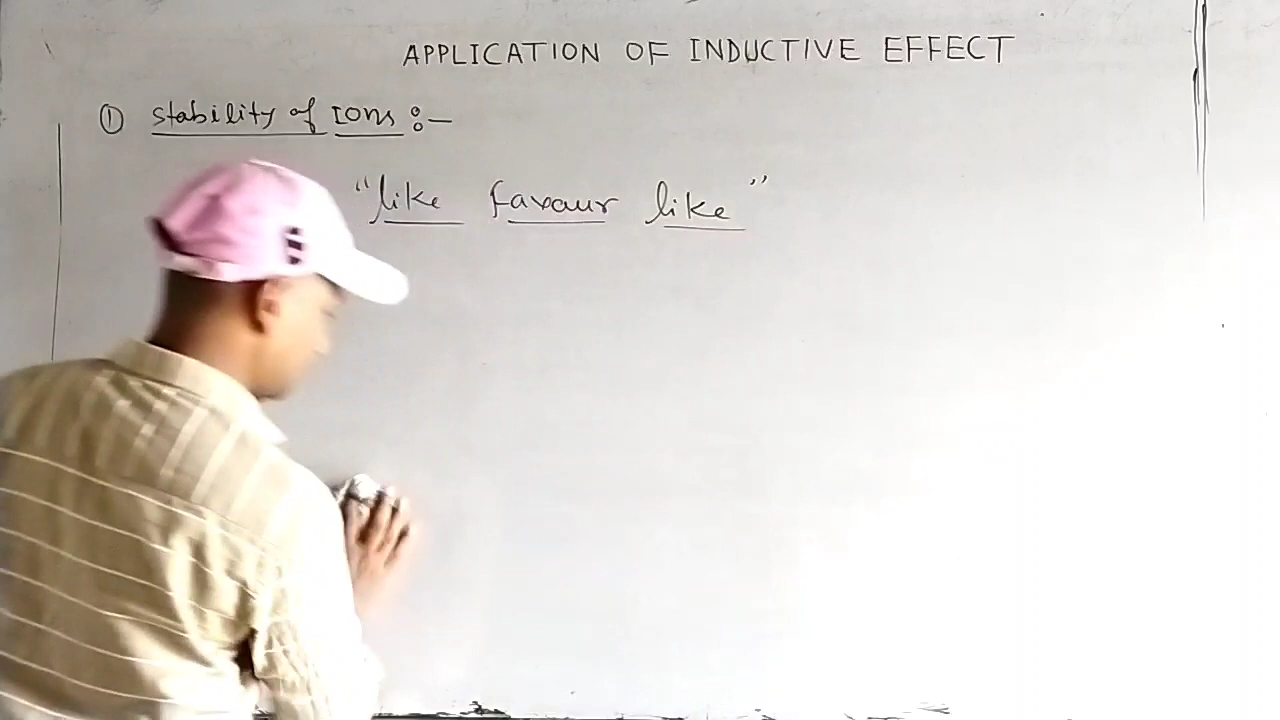 APPLICATION OF INDUCTIVE EFFECT
① Stability of Ions :-
"like favour like"